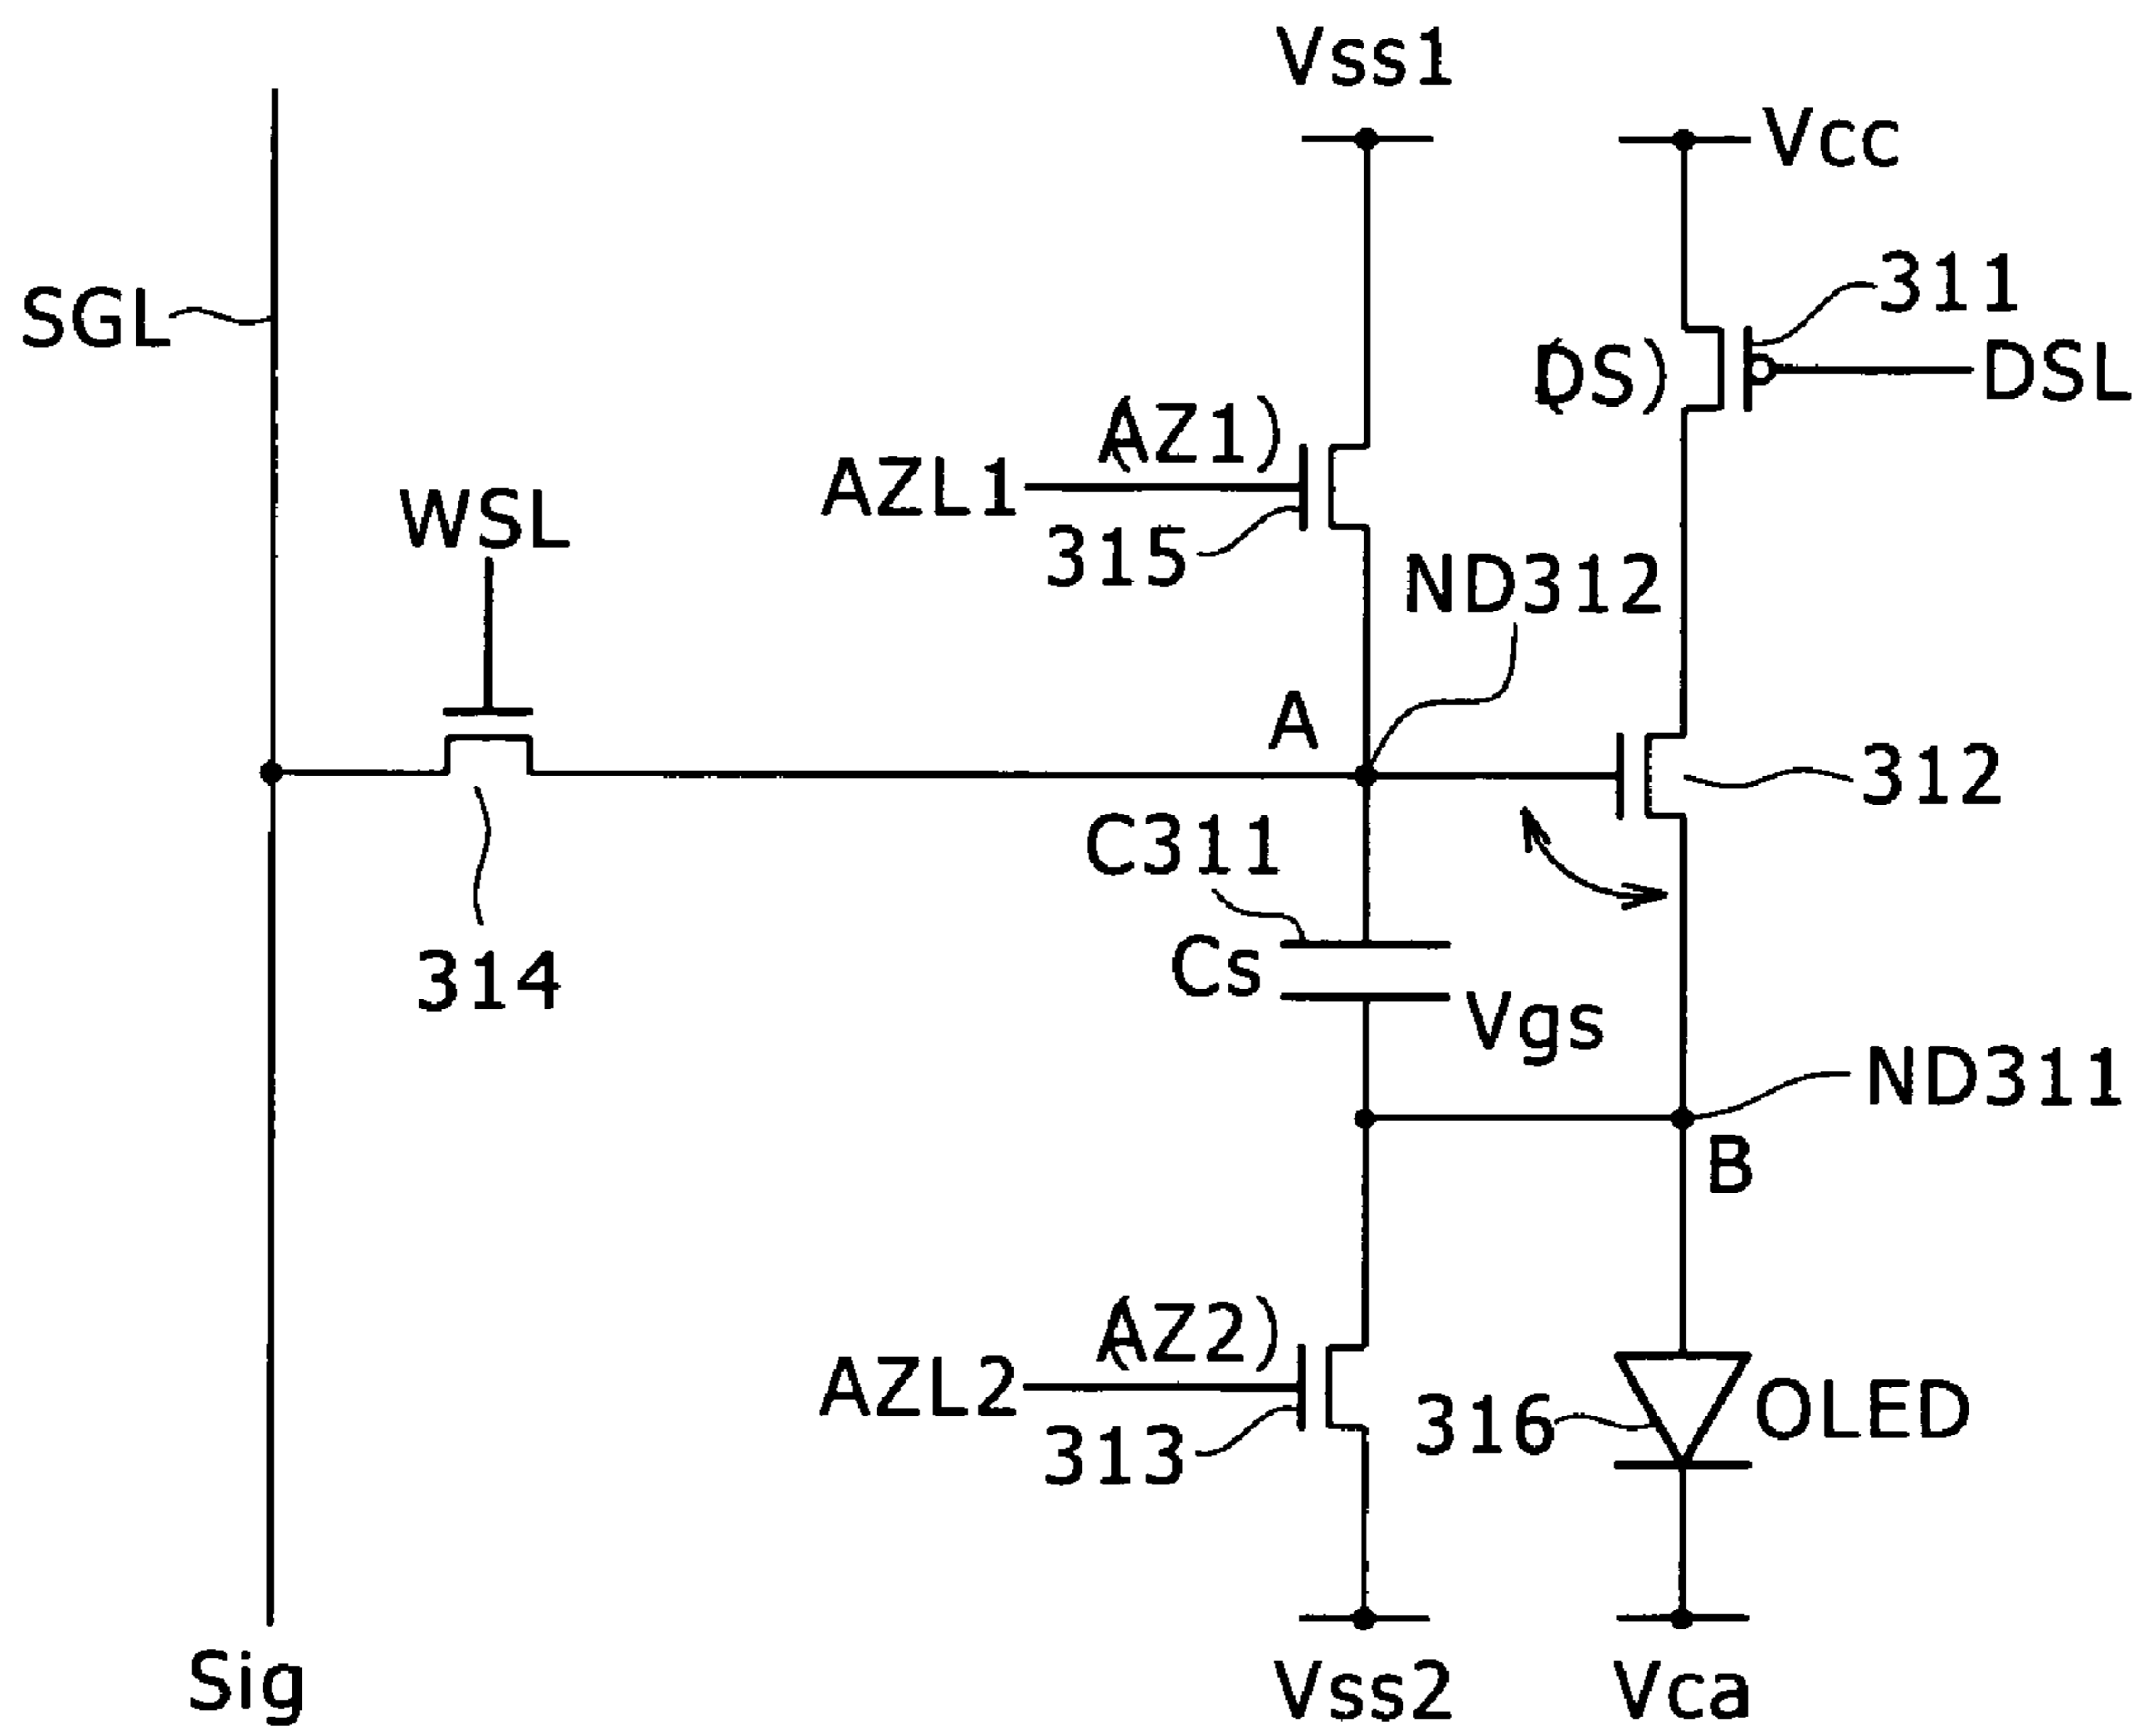 Vss1
Vcc
311
SGL
(DS)
DSL
(AZ1)
AZL1
WSL
315
ND312
A
312
C311
314
Cs
Vgs
ND311
B
(AZ2)
AZL2
316
OLED
313
Sig
Vss2
Vca